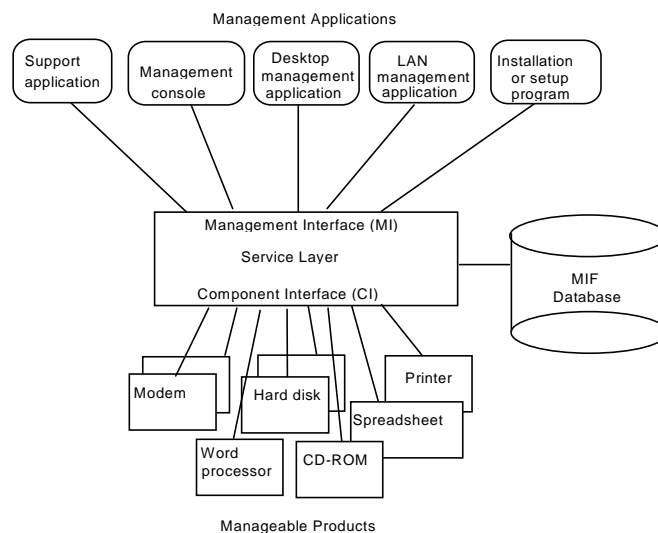 Management Applications
Support
application
Management
console
Desktop
management
application
LAN
management
application
Installation
or setup
program
Management Interface (MI)
Service Layer
Component Interface (CI)
MIF
Database
Modem
Hard disk
Printer
Spreadsheet
Word
processor
CD-ROM
Manageable Products